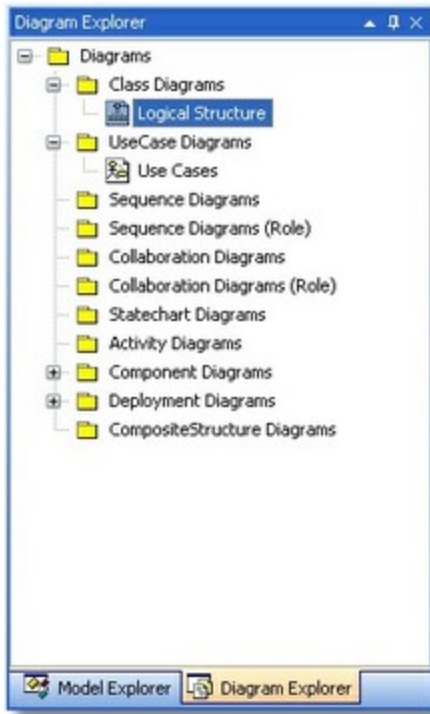 Diagram Explorer
Diagrams
Class Diagrams
Logical Structure
UseCase Diagrams
Use Cases
Sequence Diagrams
Sequence Diagrams (Role)
Collaboration Diagrams
Collaboration Diagrams (Role)
Statechart Diagrams
Activity Diagrams
Component Diagrams
Deployment Diagrams
CompositeStructure Diagrams
Model Explorer Diagram Explorer